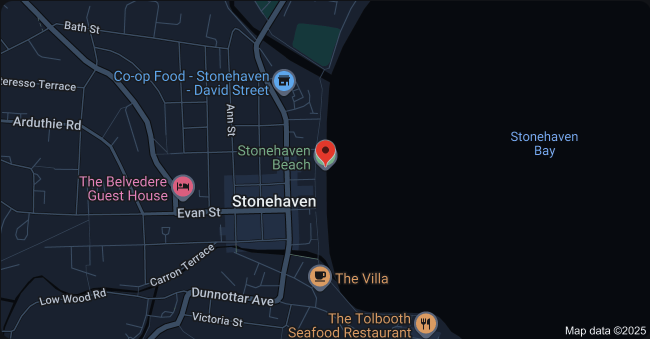 Bath St
Co-op Food - Stonehaven
- David Street
Terrace
Ann St
Arduthie Rd
Stonehaven
Bay
Stonehaven
Beach
The Belvedere
Guest House
Stonehaven
Evan St
Carron Terrace
The Villa
Low Wood Rd
Dunnottar Ave
Victoria St
The Tolbooth
Seafood Restaurant
Map data ©2025